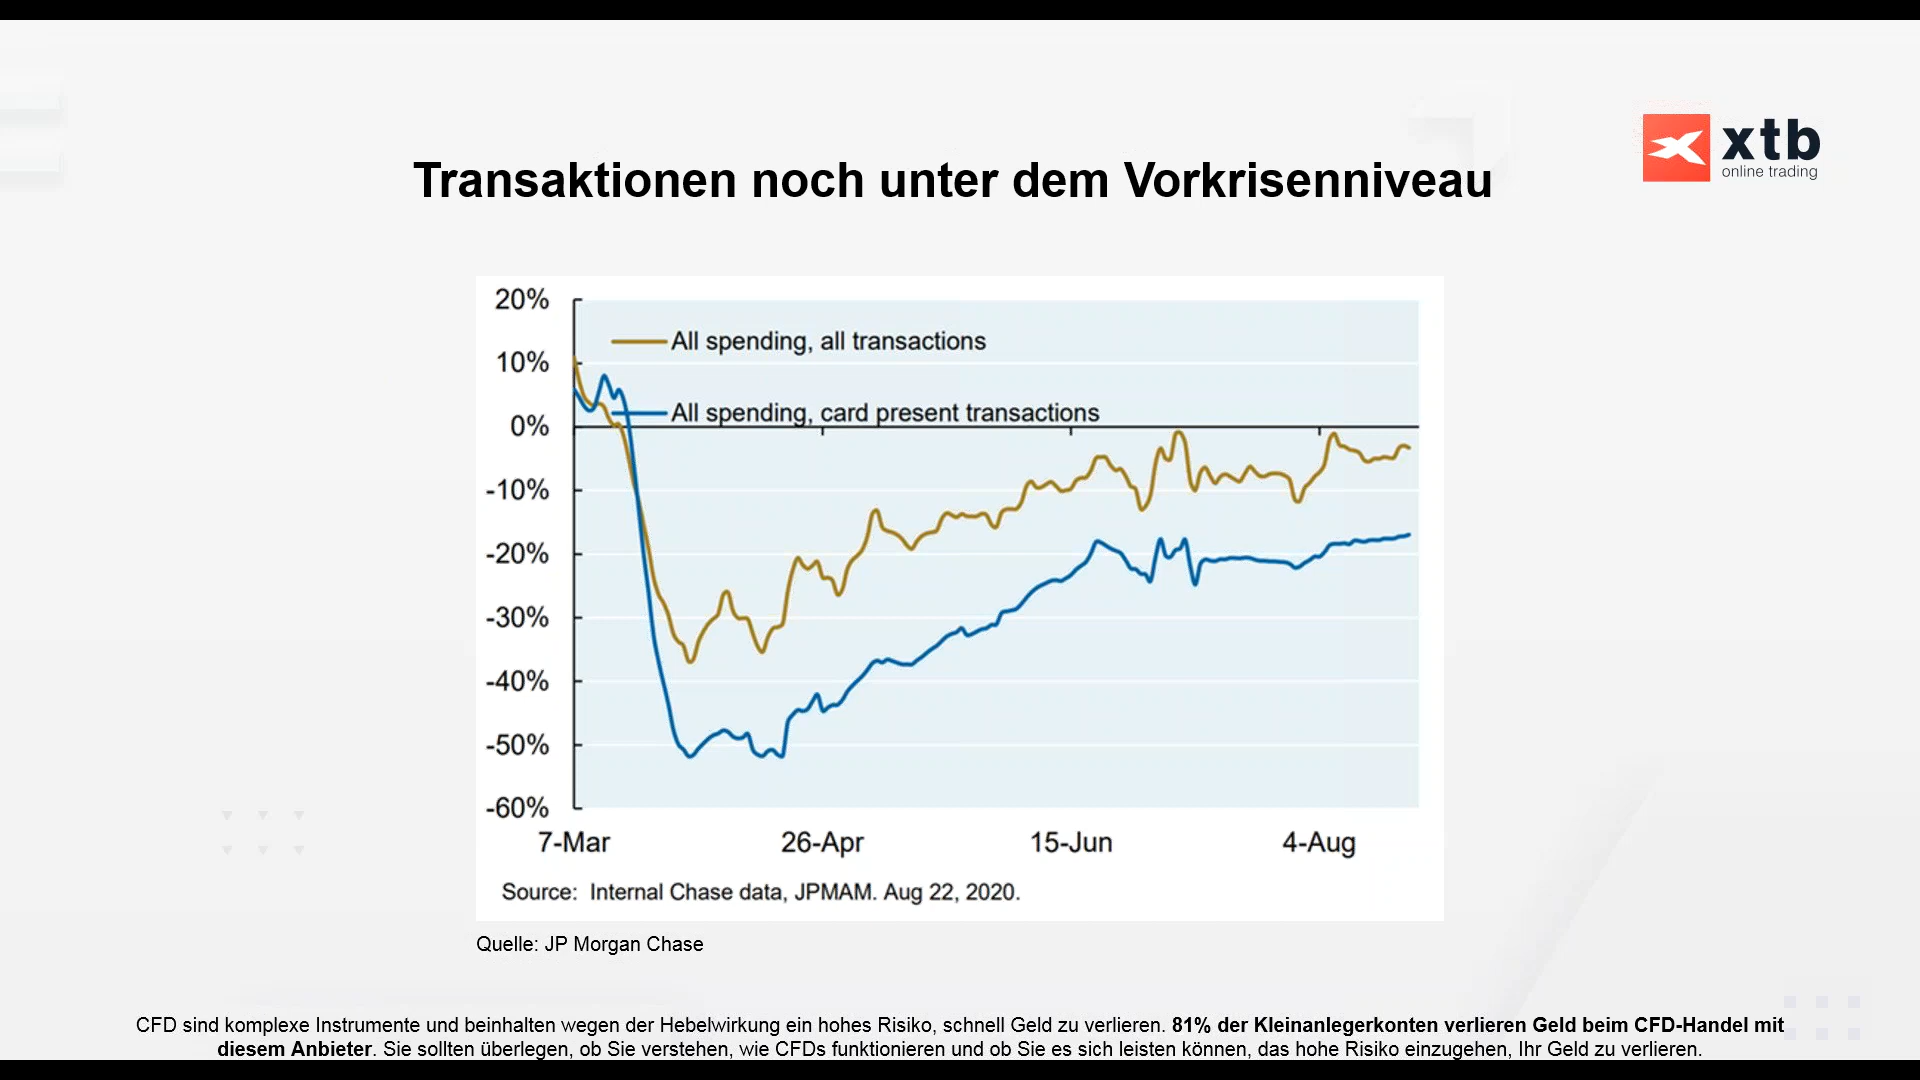 xtb
online trading
Transaktionen noch unter dem Vorkrisenniveau
20%
All spending, all transactions
10%
All spending, card present transactions
0%
-10%
-20%
-30%
-40%
-50%
-60%
7-Mar 26-Apr 15-Jun 4-Aug
Source: Internal Chase data, JPMAM. Aug 22, 2020.
Quelle: JP Morgan Chase
CFD sind komplexe Instrumente und beinhalten wegen der Hebelwirkung ein hohes Risiko, schnell Geld zu verlieren. 81% der Kleinanlegerkonten verlieren Geld beim CFD-Handel mit
diesem Anbieter. Sie sollten überlegen, ob Sie verstehen, wie CFDs funktionieren und ob Sie es sich leisten können, das hohe Risiko einzugehen, Ihr Geld zu verlieren.